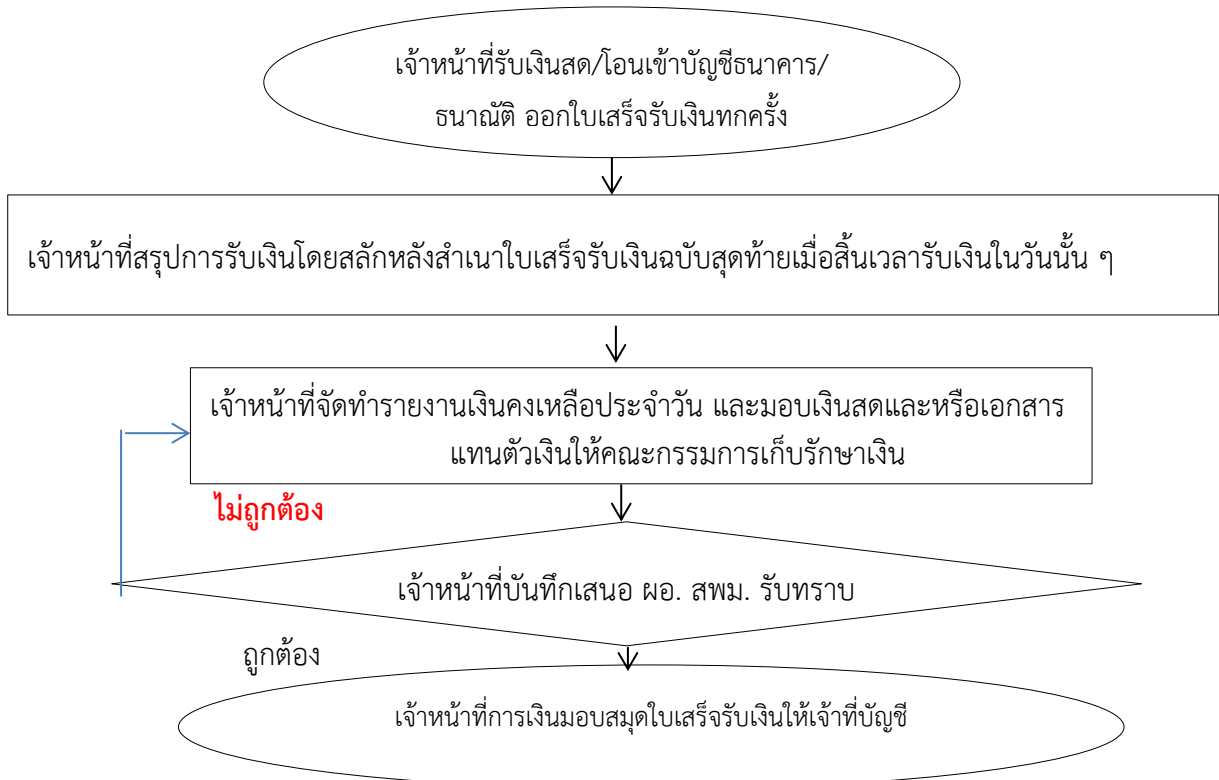 เจ้าหน้าที่รับเงินสด/โอนเข้าบัญชีธนาคาร/
ธนาณัติ ออกใบเสร็จรับเงินทกครั้ง
เจ้าหน้าที่สรุปการรับเงินโดยสลักหลังสำเนาใบเสร็จรับเงินฉบับสุดท้ายเมื่อสิ้นเวลารับเงินในวันนั้น ๆ
เจ้าหน้าที่จัดทำรายงานเงินคงเหลือประจำวัน และมอบเงินสดและหรือเอกสาร
แทนตัวเงินให้คณะกรรมการเก็บรักษาเงิน
ไม่ถูกต้อง
เจ้าหน้าที่บันทึกเสนอ ผอ. สพม. รับทราบ
ถูกต้อง
เจ้าหน้าที่การเงินมอบสมุดใบเสร็จรับเงินให้เจ้าที่บัญชี